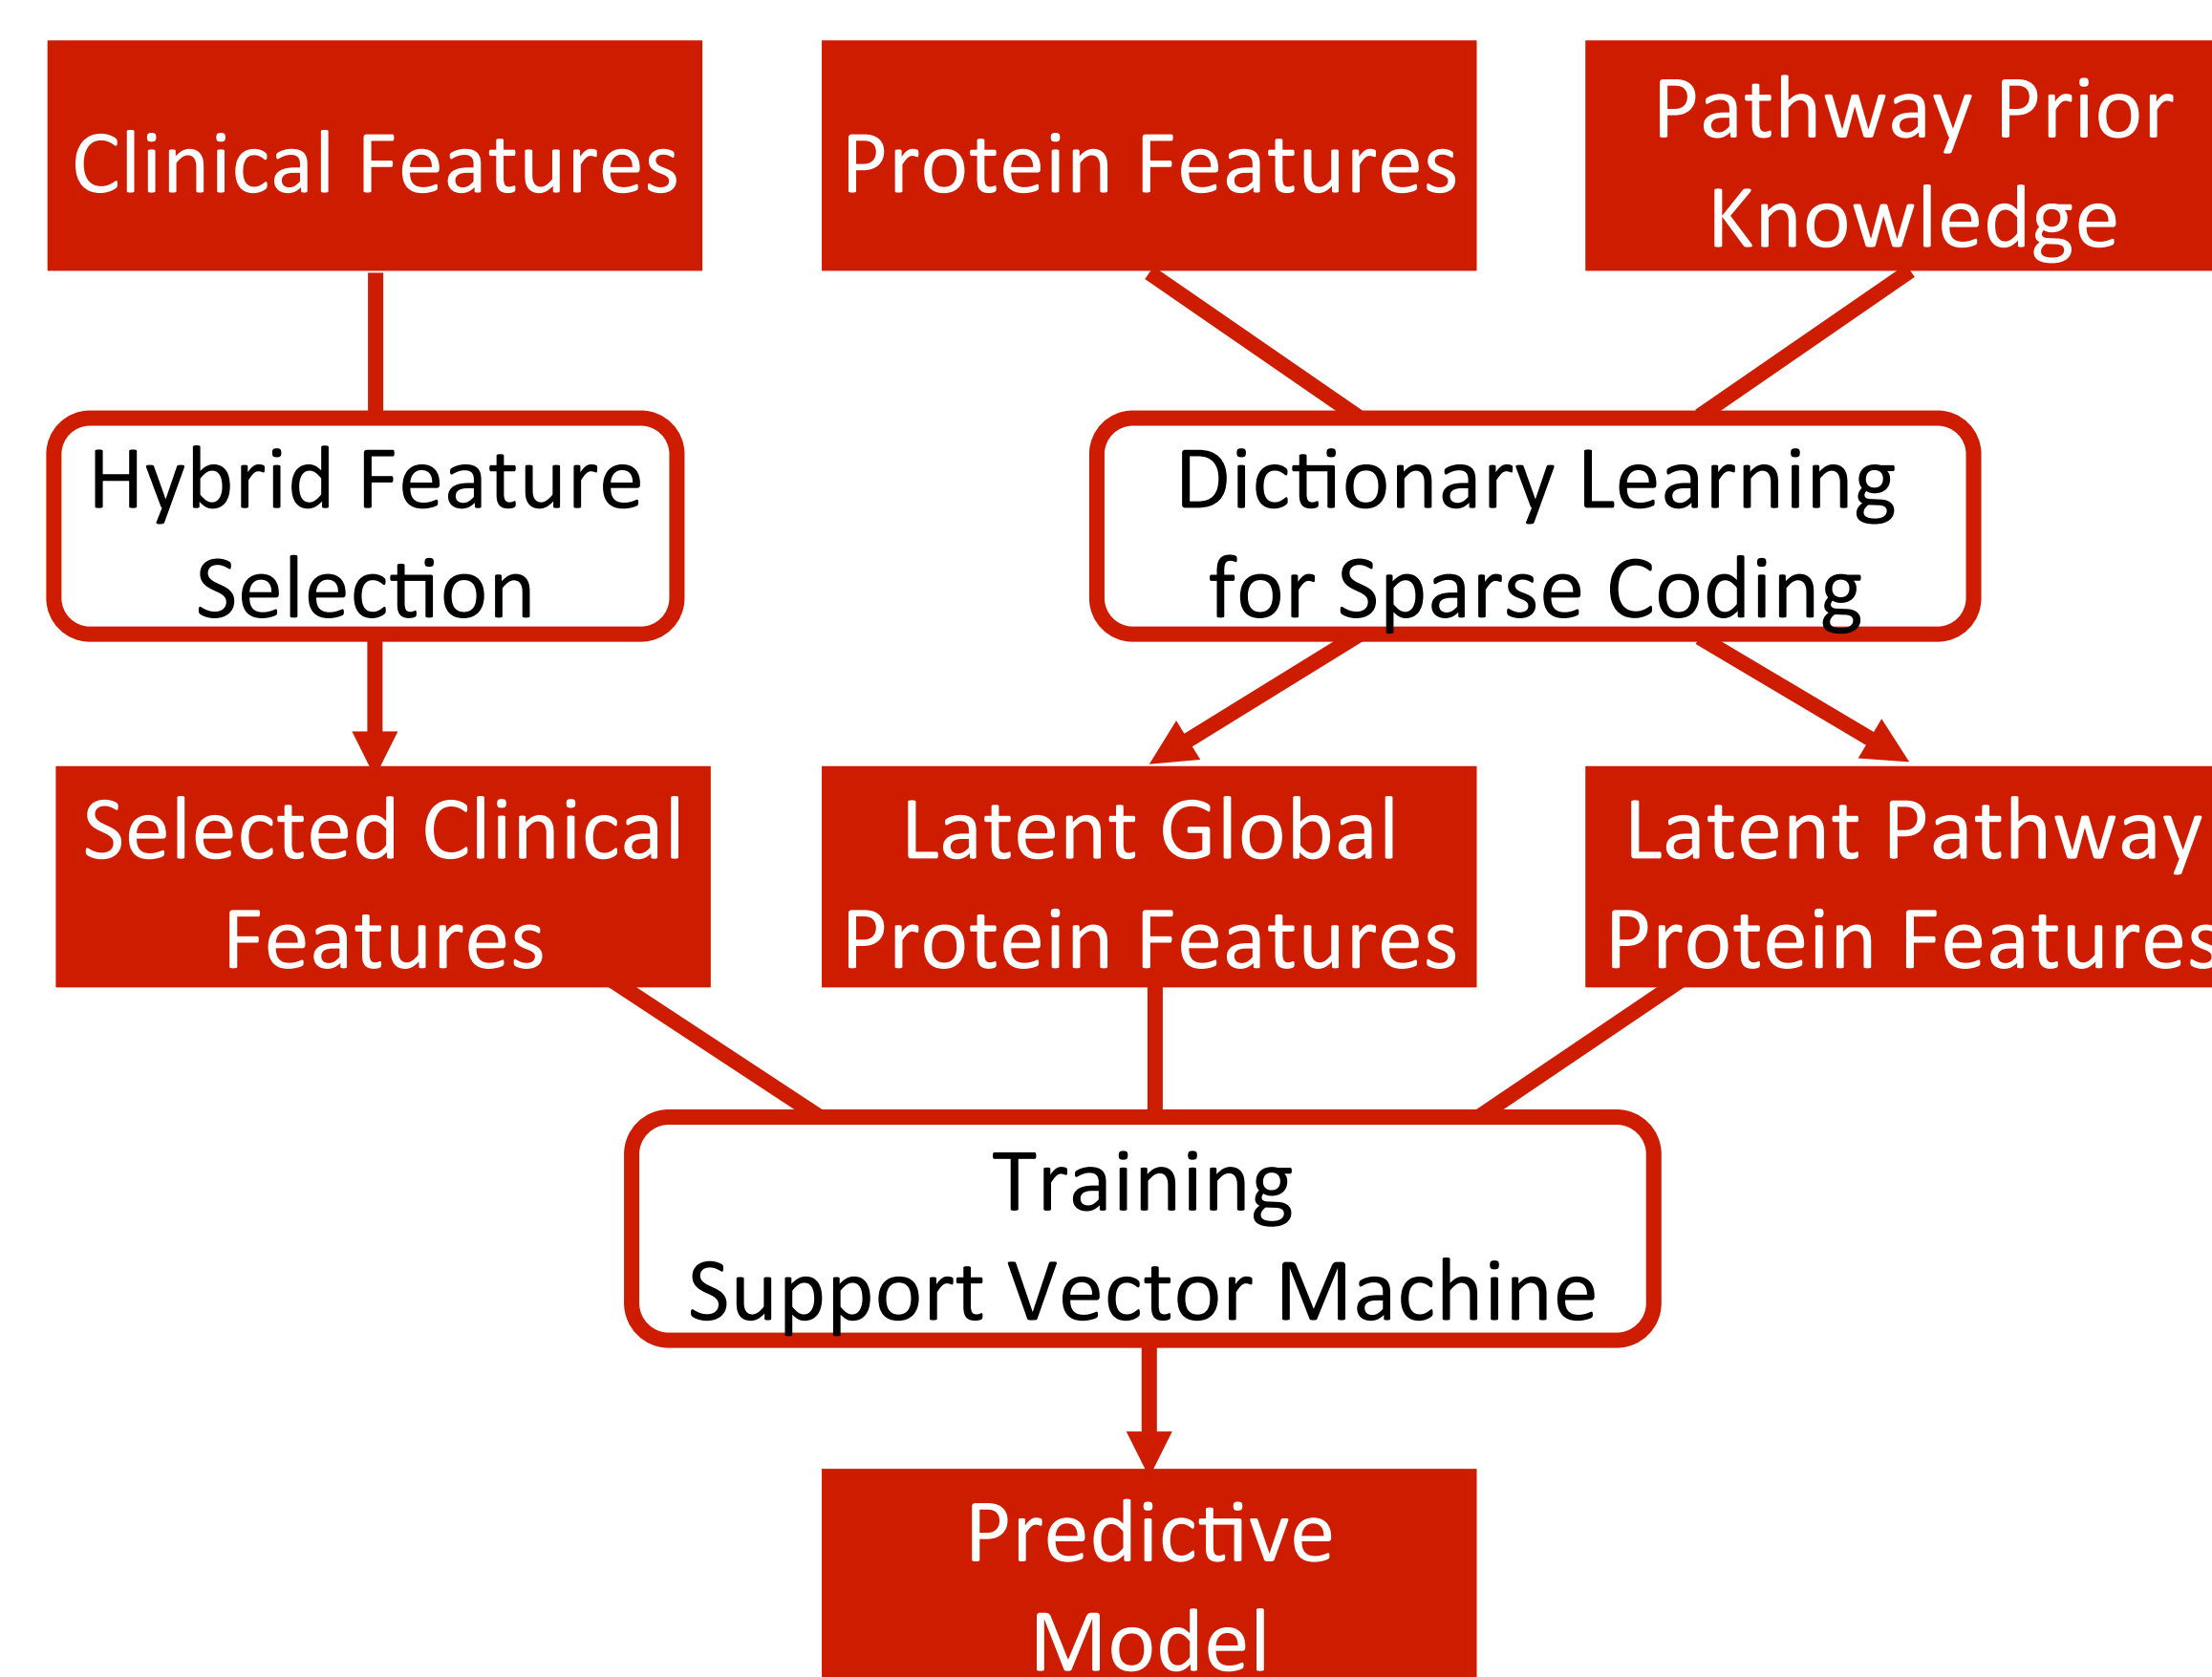 Clinical Features
Protein Features
Pathway Prior
Knowledge
Hybrid Feature
Selection
Dictionary Learning
for Sparse Coding
Selected Clinical
Features
Latent Global
Protein Features
Latent Pathway
Protein Features
Training
Support Vector Machine
Predictive
Model